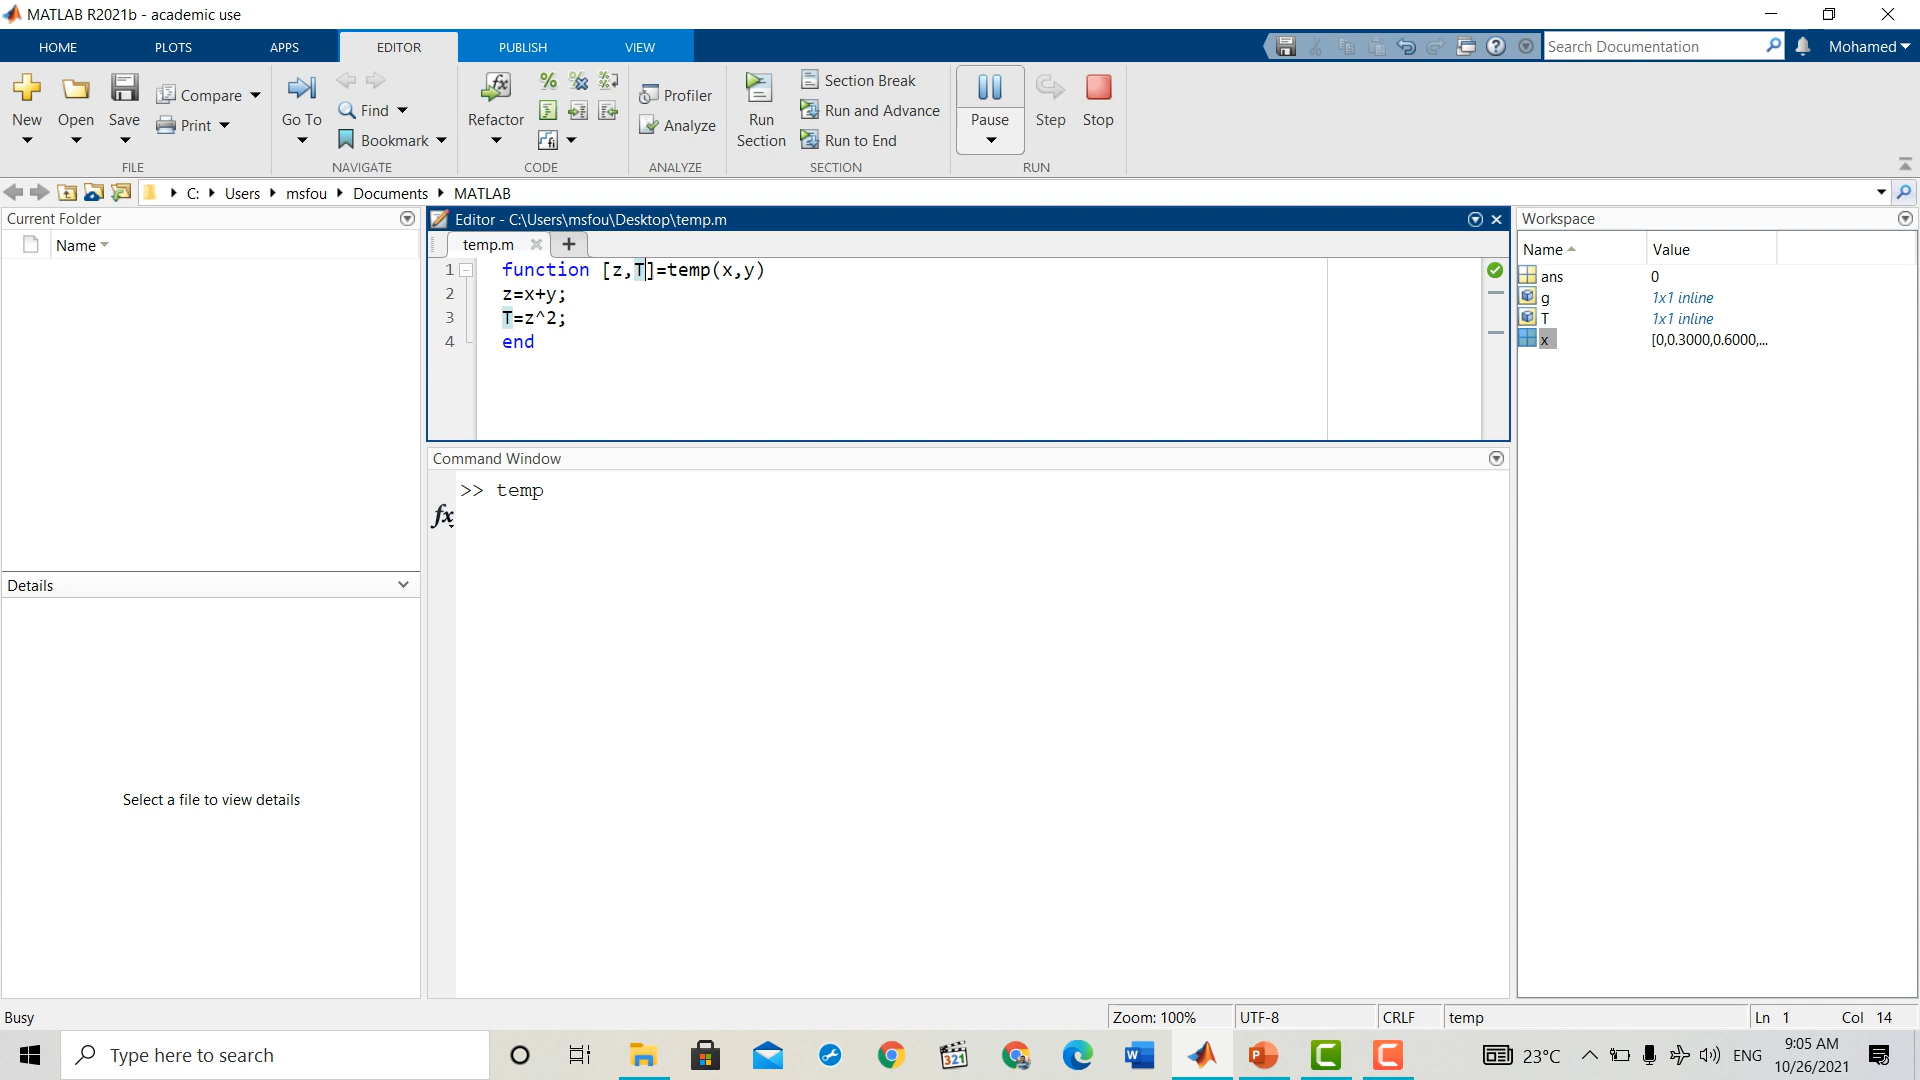 MATLAB R2021b - academic use
HOME PLOTS APPS EDITOR PUBLISH VIEW
Search Documentation
Mohamed
New
Open
Save
Compare
Print
FILE
Go To
Find
Bookmark
NAVIGATE
Refactor
CODE
Profiler
Analyze
ANALYZE
Run
Section
Section Break
Run and Advance
Run to End
SECTION
Pause
Step
Stop
RUN
C: Users msfou Documents MATLAB
Current Folder
Name
Details
Select a file to view details
Editor - C:\Users\msfou\Desktop\temp.m
temp.m
1 function [z,T]=temp(x,y)
2 z=x+y;
3 T=z^2;
4 end
Command Window
>> temp
fx
Workspace
Name Value
ans 0
g 1x1 inline
T 1x1 inline
x [0,0.3000,0.6000,...
Busy
Zoom: 100% UTF-8 CRLF temp Ln 1 Col 14
Type here to search
321
23°C
ENG
9:05 AM
10/26/2021